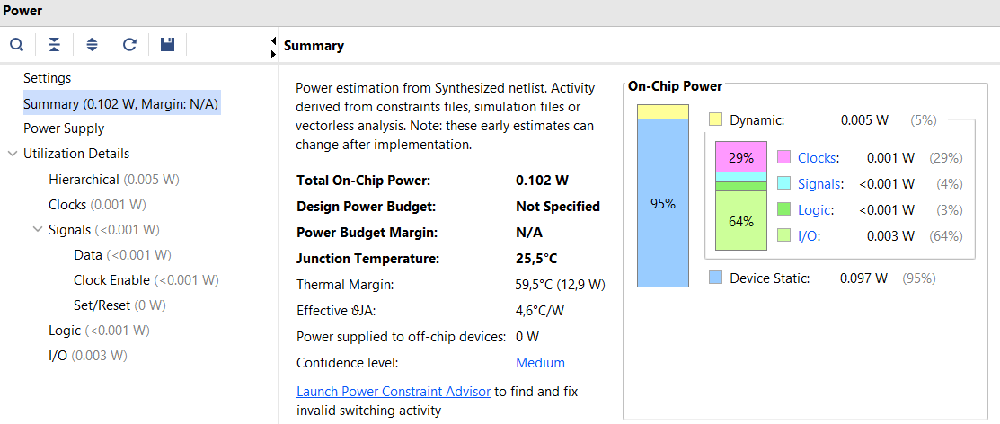 Power
Summary
Settings
Summary (0.102 W, Margin: N/A)
Power Supply
Utilization Details
Hierarchical (0.005 W)
Clocks (0.001 W)
Signals (<0.001 W)
Data (<0.001 W)
Clock Enable (<0.001 W)
Set/Reset (0 W)
Logic (<0.001 W)
I/O (0.003 W)
Power estimation from Synthesized netlist. Activity
derived from constraints files, simulation files or
vectorless analysis. Note: these early estimates can
change after implementation.
Total On-Chip Power: 0.102 W
Design Power Budget: Not Specified
Power Budget Margin: N/A
Junction Temperature: 25,5°C
Thermal Margin: 59,5°C (12,9 W)
Effective ϑJA: 4,6°C/W
Power supplied to off-chip devices: 0 W
Confidence level: Medium
Launch Power Constraint Advisor to find and fix
invalid switching activity
On-Chip Power
Dynamic: 0.005 W (5%)
29% Clocks: 0.001 W (29%)
Signals: <0.001 W (4%)
Logic: <0.001 W (3%)
64% I/O: 0.003 W (64%)
95%
Device Static: 0.097 W (95%)